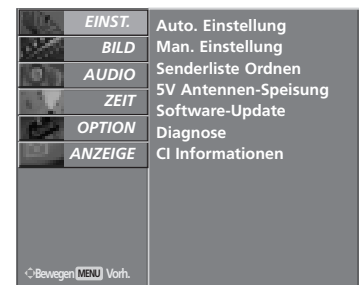 EINST.
BILD
AUDIO
ZEIT
OPTION
ANZEIGE
Auto. Einstellung
Man. Einstellung
Senderliste Ordnen
5V Antennen-Speisung
Software-Update
Diagnose
CI Informationen
Bewegen MENU Vorh.